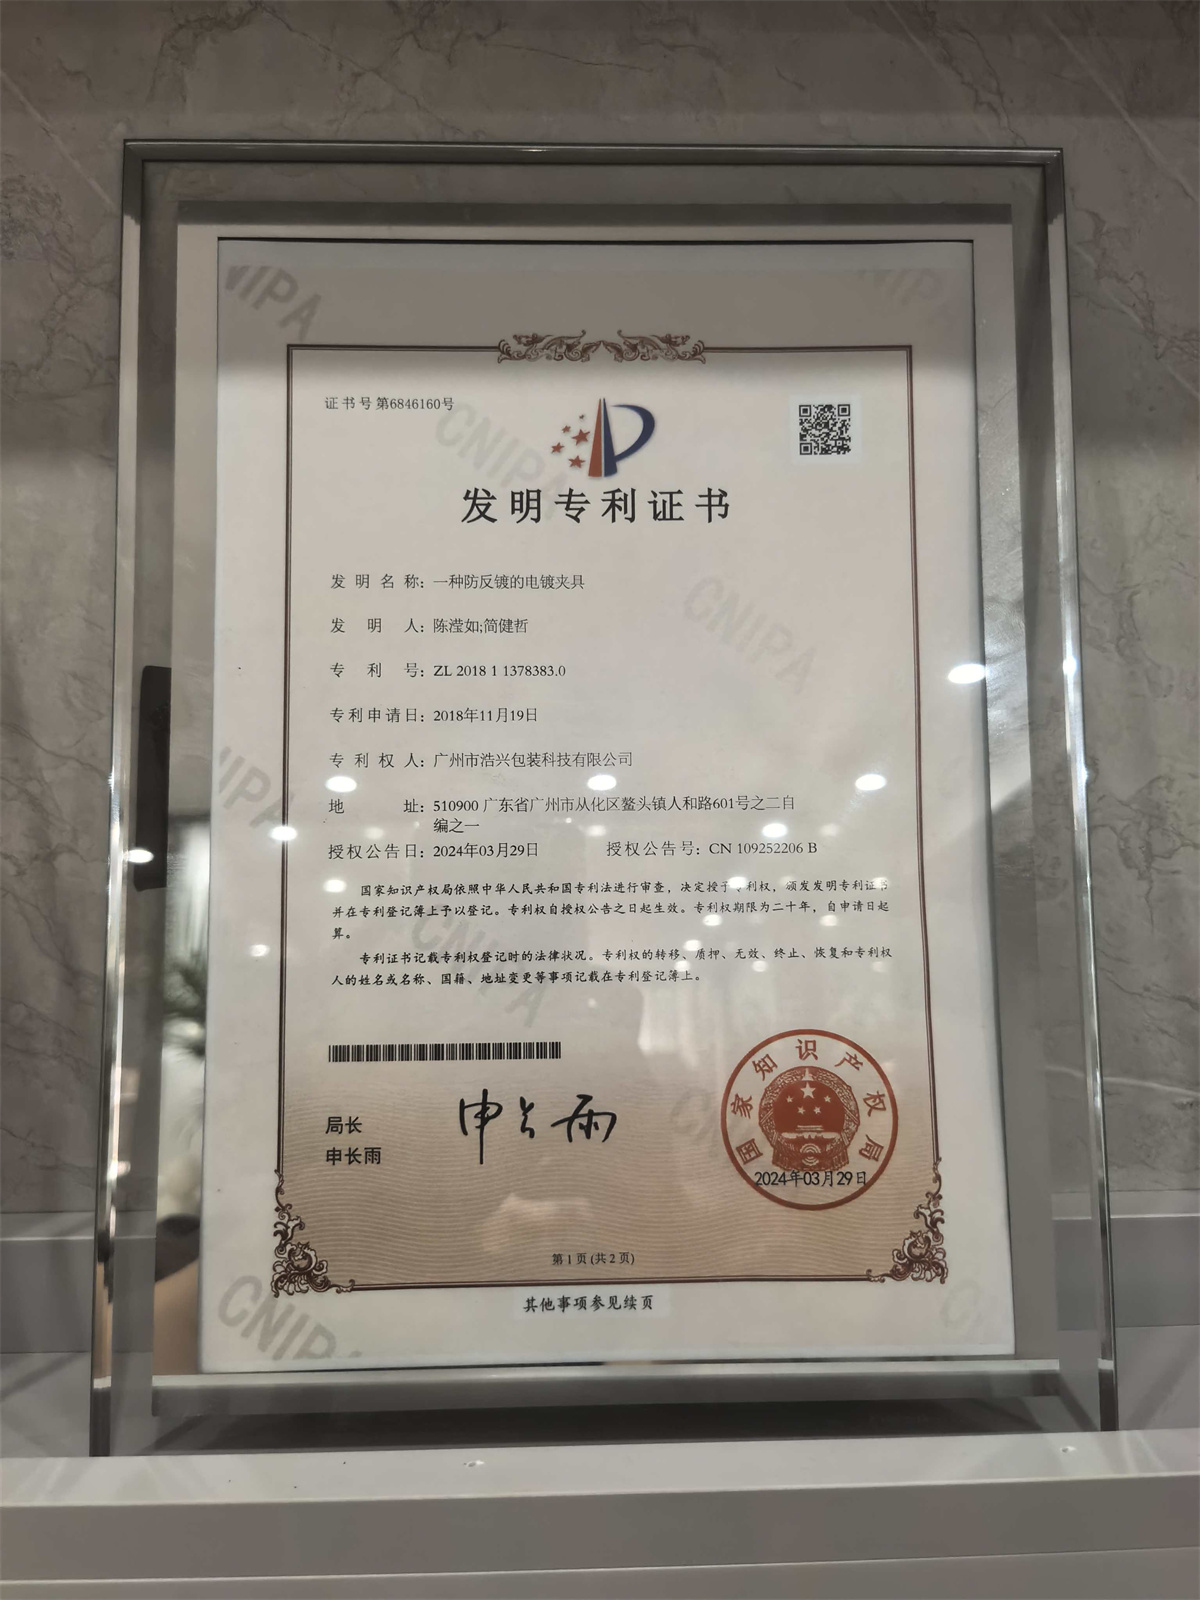 CNIPA
证书号第6846160号
发明专利证书
发明名称：一种防反镀的电镀夹具
发明人：陈滢如;简健哲
专利号：ZL 2018 1 1378383.0
专利申请日：2018年11月19日
专利权人：广州市浩兴包装科技有限公司
地址：510900 广东省广州市从化区鳌头镇人和路601号之二自
编之一
授权公告日：2024年03月29日 授权公告号：CN 109252206 B
国家知识产权局依照中华人民共和国专利法进行审查，决定授予专利权，颁发发明专利证书
并在专利登记簿上予以登记。专利权自授权公告之日起生效。专利权期限为二十年，自申请日起
算。
专利证书记载专利权登记时的法律状况。专利权的转移、质押、无效、终止、恢复和专利权
人的姓名或名称、国籍、地址变更等事项记载在专利登记簿上。
局长
申长雨
申长雨
国家知识产权局
2024年03月29日
第 1 页 (共 2 页)
其他事项参见续页